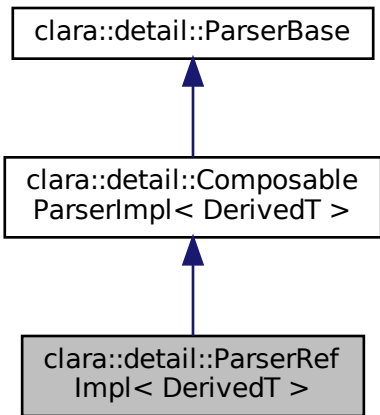 clara::detail::ParserBase
clara::detail::Composable
ParserImpl< DerivedT >
clara::detail::ParserRef
Impl< DerivedT >